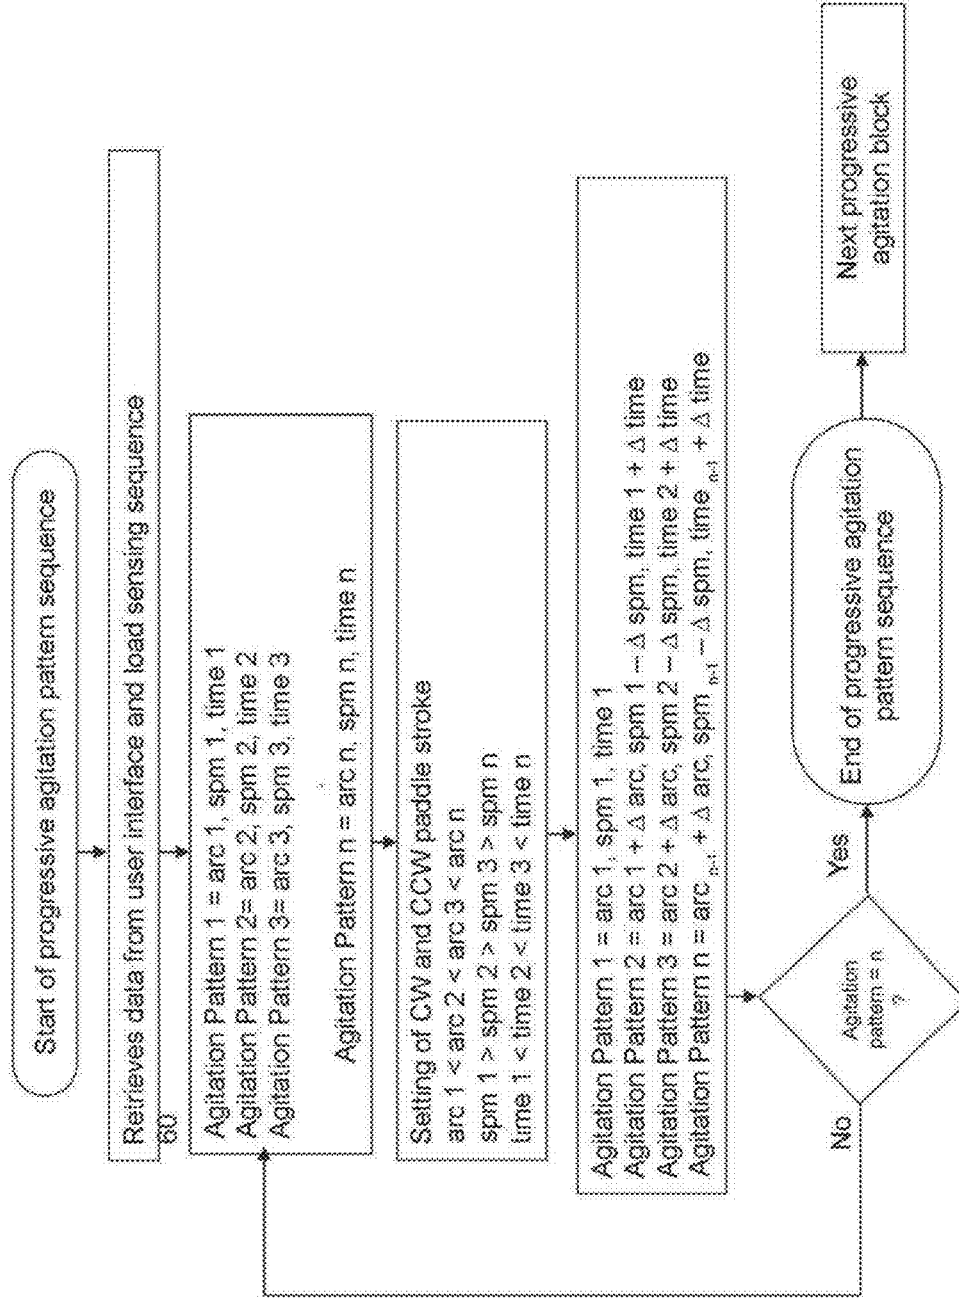 Start of progressive agitation pattern sequence
Retrieves data from user interface and load sensing sequence
60
Agitation Pattern 1 = arc 1, spm 1, time 1
Agitation Pattern 2= arc 2, spm 2, time 2
Agitation Pattern 3= arc 3, spm 3, time 3
Agitation Pattern n = arc n, spm n, time n
Setting of CW and CCW paddle stroke
arc 1 < arc 2 < arc 3 < arc n
spm 1 > spm 2 > spm 3 > spm n
time 1 < time 2 < time 3 < time n
Agitation Pattern 1 = arc 1, spm 1, time 1
Agitation Pattern 2 = arc 1 + Δ arc, spm 1 – Δ spm, time 1 + Δ time
Agitation Pattern 3 = arc 2 + Δ arc, spm 2 – Δ spm, time 2 + Δ time
Agitation Pattern n = arc n-1 + Δ arc, spm n-1 – Δ spm, time n-1 + Δ time
Agitation
pattern = n
?
No
Yes
End of progressive agitation
pattern sequence
Next progressive
agitation block